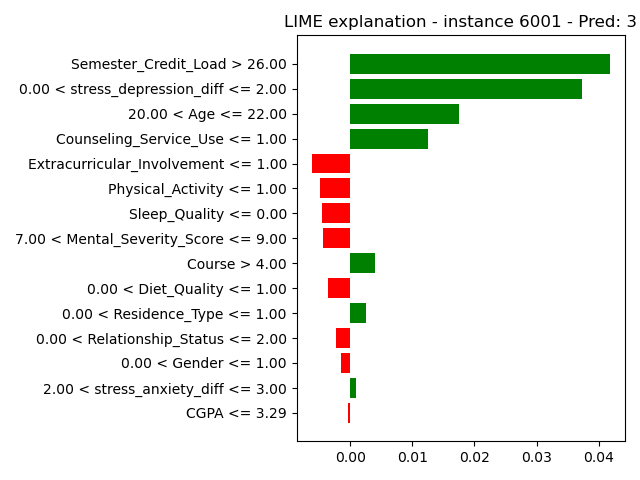 LIME explanation - instance 6001 - Pred: 3
Semester_Credit_Load > 26.00
0.00 < stress_depression_diff <= 2.00
20.00 < Age <= 22.00
Counseling_Service_Use <= 1.00
Extracurricular_Involvement <= 1.00
Physical_Activity <= 1.00
Sleep_Quality <= 0.00
7.00 < Mental_Severity_Score <= 9.00
Course > 4.00
0.00 < Diet_Quality <= 1.00
0.00 < Residence_Type <= 1.00
0.00 < Relationship_Status <= 2.00
0.00 < Gender <= 1.00
2.00 < stress_anxiety_diff <= 3.00
CGPA <= 3.29
0.00 0.01 0.02 0.03 0.04